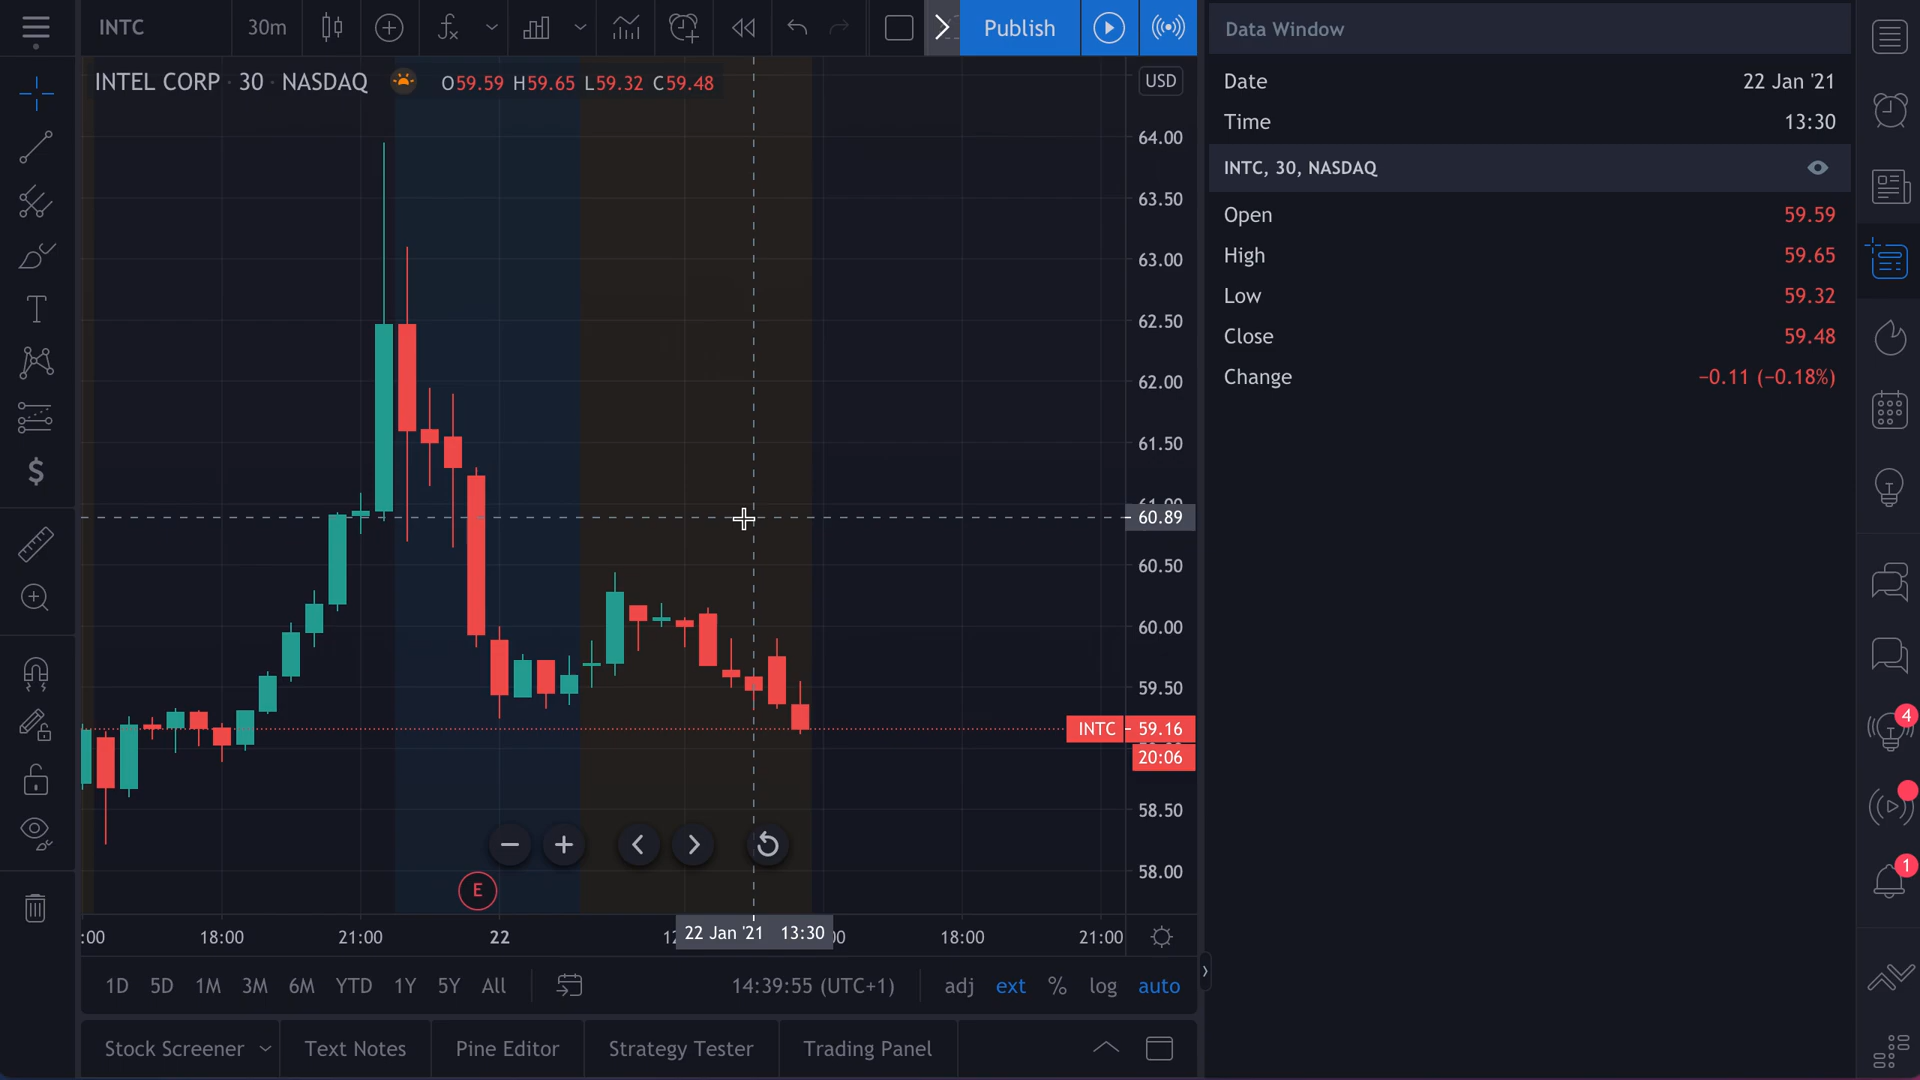 INTC
30m
Publish
INTEL CORP · 30 · NASDAQ
O59.59 H59.65 L59.32 C59.48
USD
64.00
63.50
63.00
62.50
62.00
61.50
60.89
60.50
60.00
59.50
INTC 59.16
20:06
58.50
58.00
E
:00
18:00
21:00
22
22 Jan '21 13:30
18:00
21:00
1D 5D 1M 3M 6M YTD 1Y 5Y All
14:39:55 (UTC+1)
adj ext % log auto
Stock Screener
Text Notes
Pine Editor
Strategy Tester
Trading Panel
Data Window
Date 22 Jan '21
Time 13:30
INTC, 30, NASDAQ
Open 59.59
High 59.65
Low 59.32
Close 59.48
Change −0.11 (−0.18%)
4
1